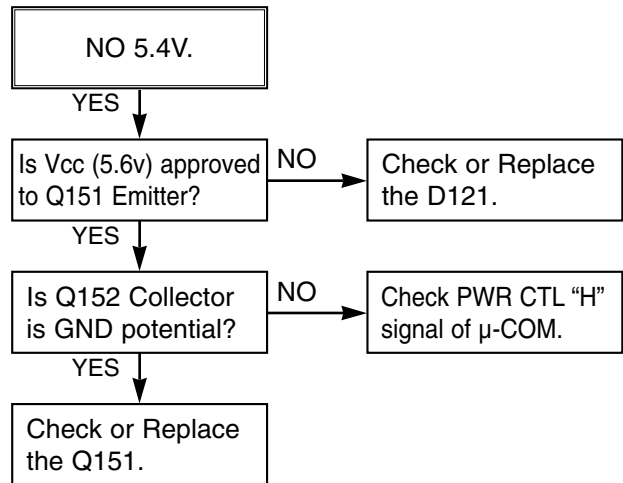 NO 5.4V.
YES
Is Vcc (5.6v) approved
to Q151 Emitter?
NO
Check or Replace
the D121.
YES
Is Q152 Collector
is GND potential?
NO
Check PWR CTL “H”
signal of μ-COM.
YES
Check or Replace
the Q151.